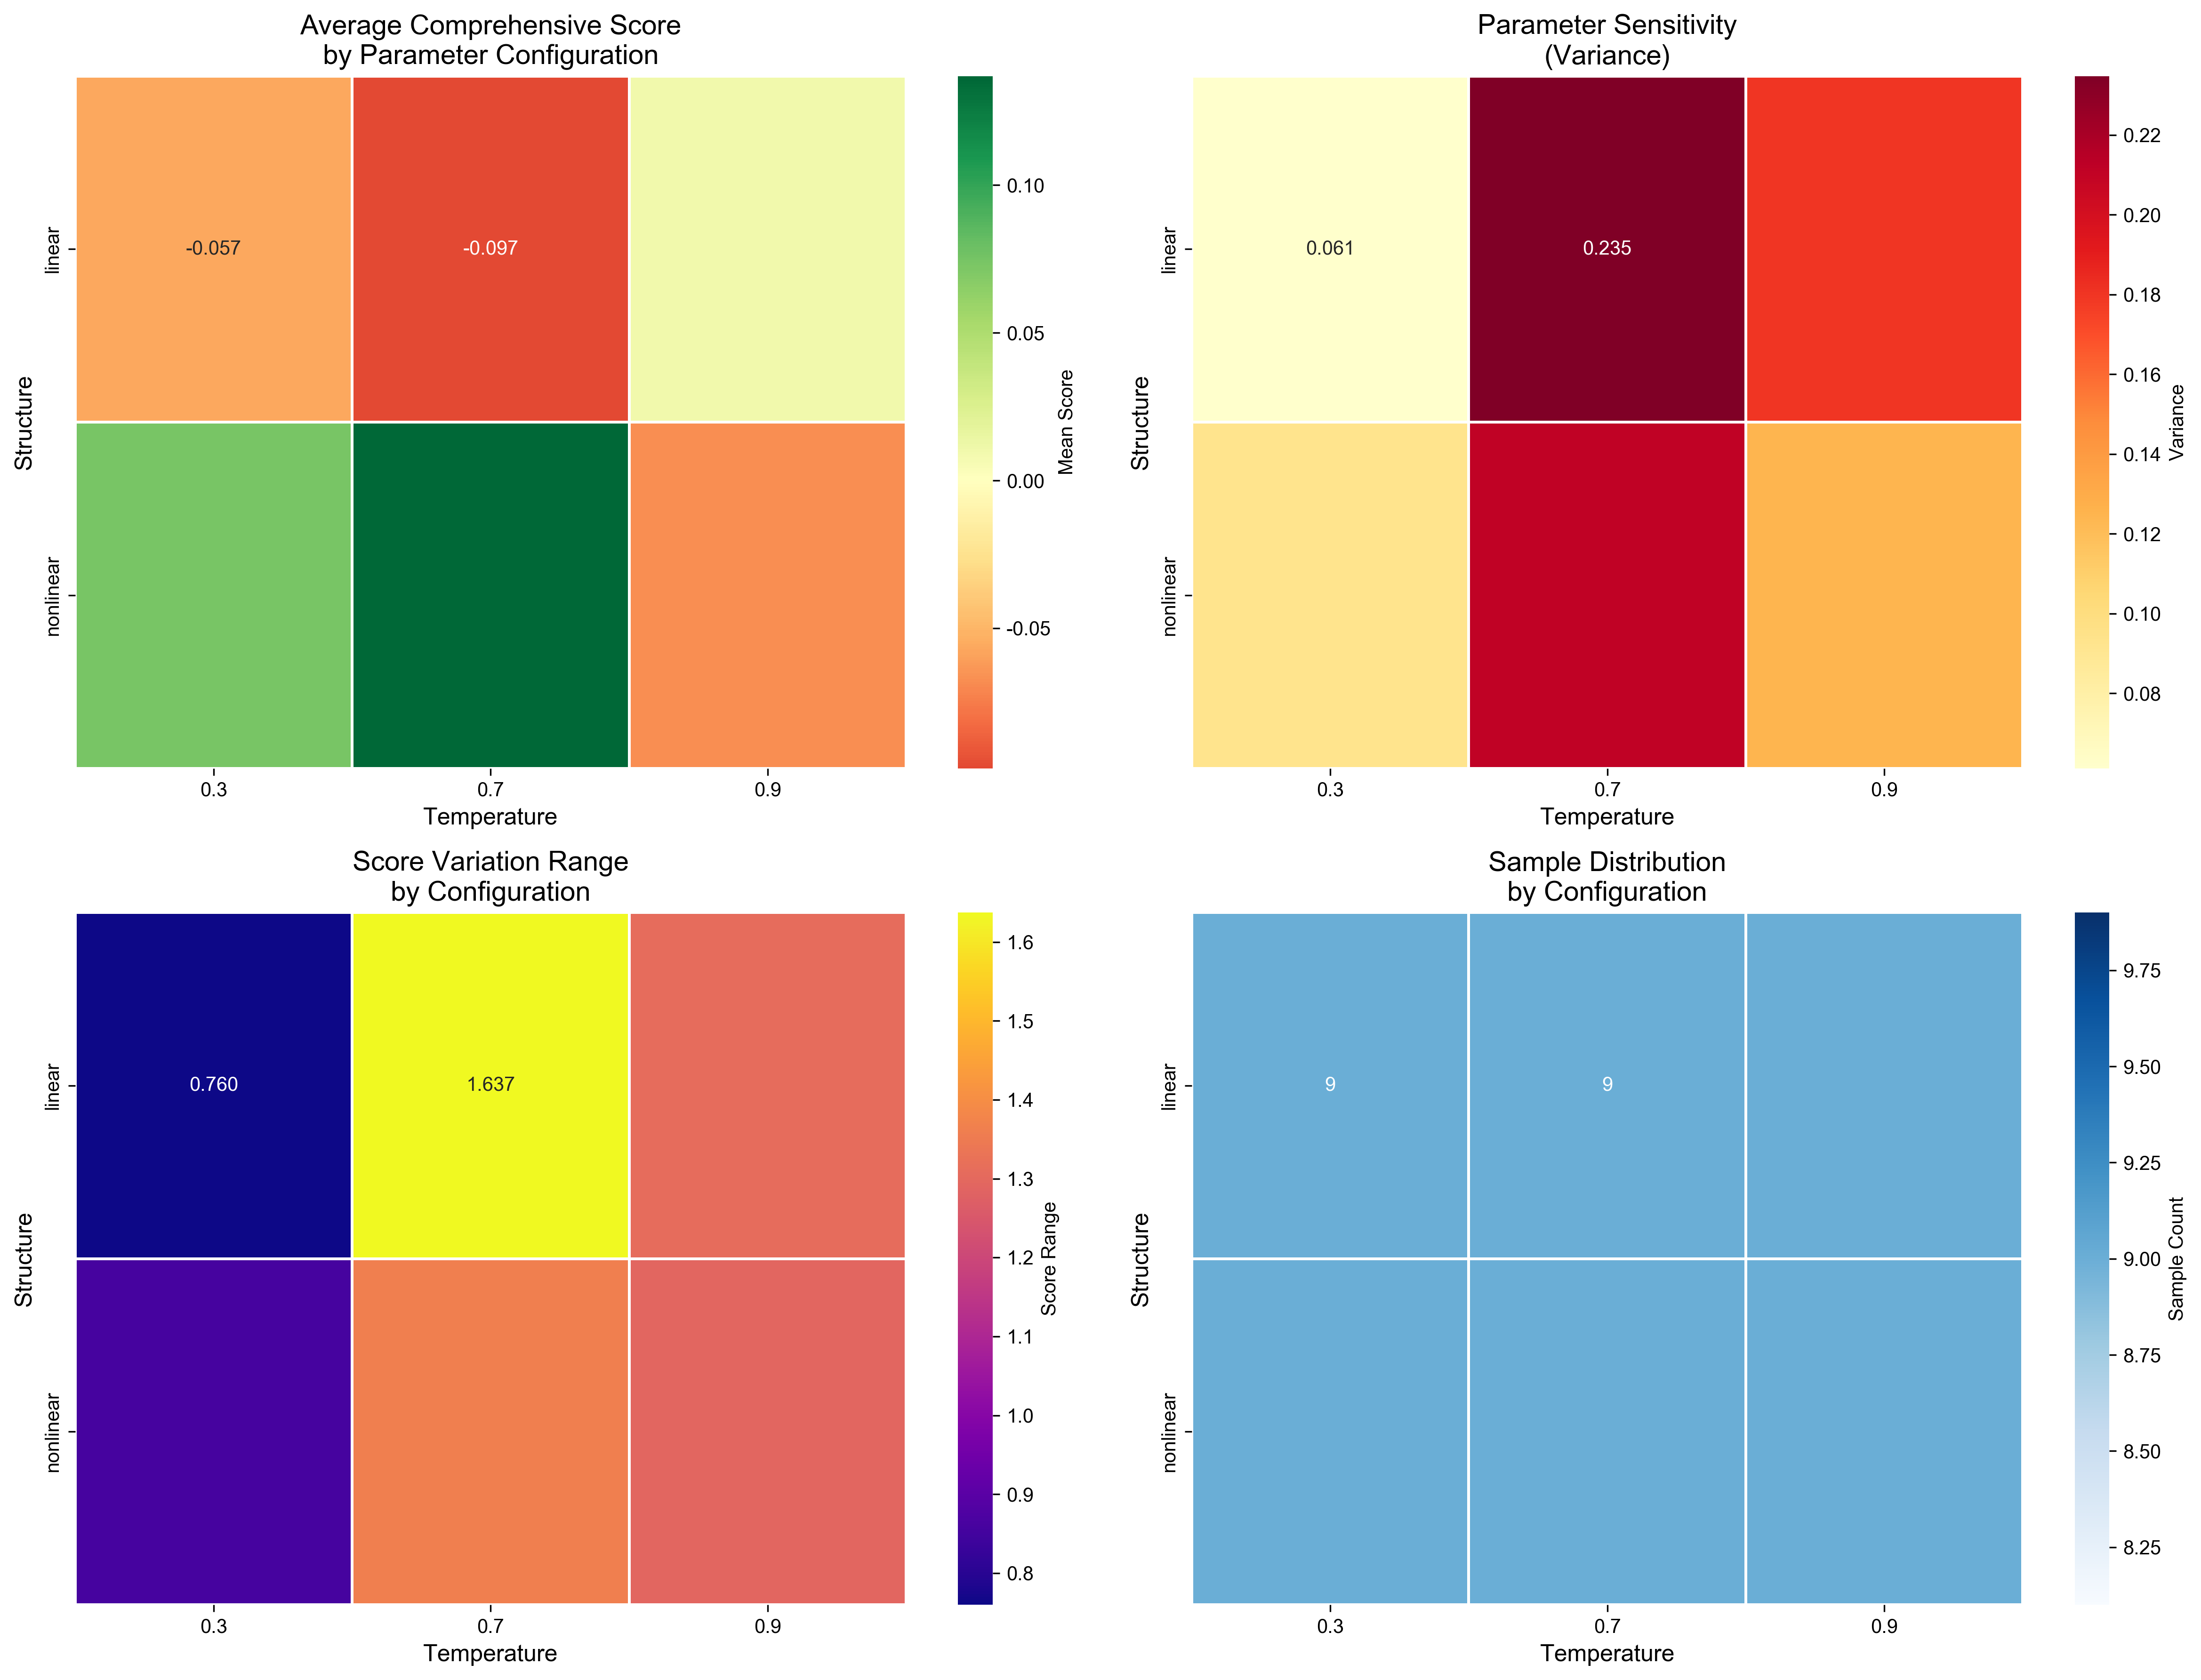 Average Comprehensive Score
by Parameter Configuration
-0.057
-0.097
linear
nonlinear
Structure
0.3
0.7
0.9
Temperature
0.10
0.05
0.00
-0.05
Mean Score
Parameter Sensitivity
(Variance)
0.061
0.235
linear
nonlinear
Structure
0.3
0.7
0.9
Temperature
0.22
0.20
0.18
0.16
0.14
0.12
0.10
0.08
Variance
Score Variation Range
by Configuration
0.760
1.637
linear
nonlinear
Structure
0.3
0.7
0.9
Temperature
1.6
1.5
1.4
1.3
1.2
1.1
1.0
0.9
0.8
Score Range
Sample Distribution
by Configuration
9
9
linear
nonlinear
Structure
0.3
0.7
0.9
Temperature
9.75
9.50
9.25
9.00
8.75
8.50
8.25
Sample Count